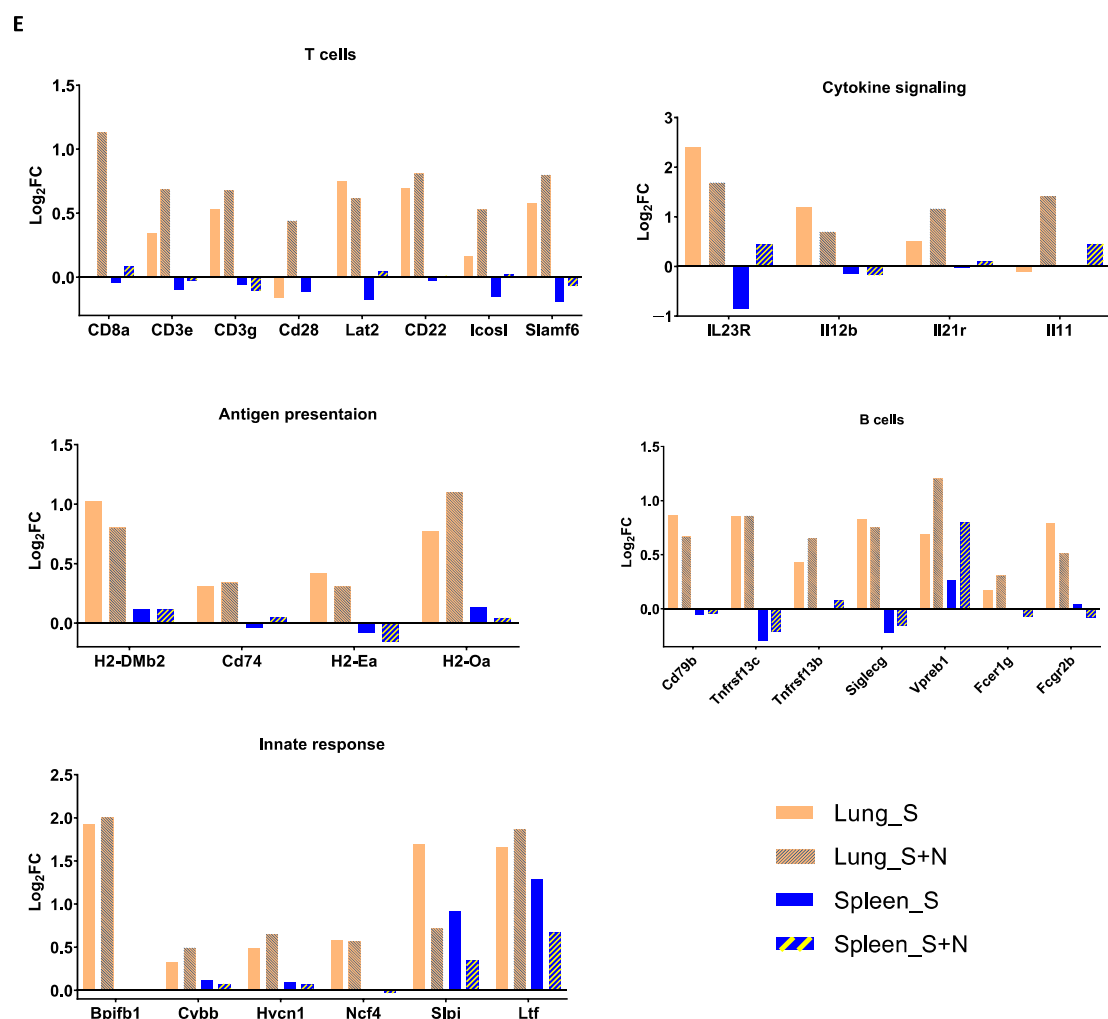 E
T cells
Log2FC
1.5
1.0
0.5
0.0
CD8a CD3e CD3g Cd28 Lat2 CD22 Icosl Slamf6
Cytokine signaling
Log2FC
3
2
1
0
−1
IL23R Il12b Il21r Il11
Antigen presentaion
Log2FC
1.5
1.0
0.5
0.0
H2-DMb2 Cd74 H2-Ea H2-Oa
B cells
Log2FC
1.5
1.0
0.5
0.0
Cd79b Tnfrsf13c Tnfrsf13b Siglecg Vpreb1 Fcer1g Fcgr2b
Innate response
Log2FC
2.5
2.0
1.5
1.0
0.5
0.0
Bpifb1 Cybb Hvcn1 Ncf4 Slpi Ltf
Lung_S
Lung_S+N
Spleen_S
Spleen_S+N